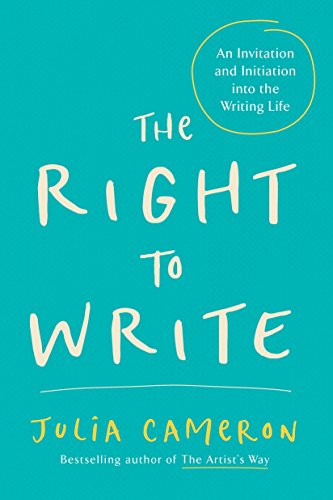 An Invitation
and Initiation
into the
Writing Life
THE
RIGHT
TO
WRITE
JULIA CAMERON
Bestselling author of The Artist's Way